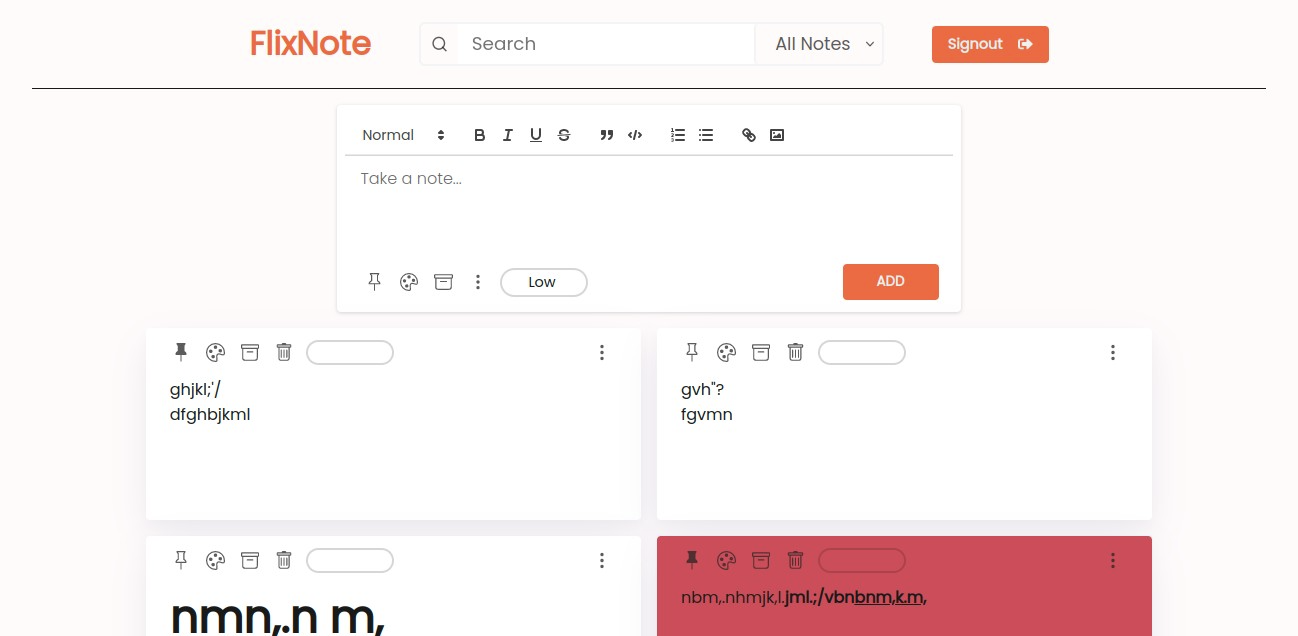 FlixNote
Search
All Notes
Signout
Normal
Take a note...
Low
ADD
ghjkl;'/
dfghbjkml
gvh"?
fgvmn
nmn,.n m,
nbm,.nhmjk,l.jml.;/vbnbnm,k.m,